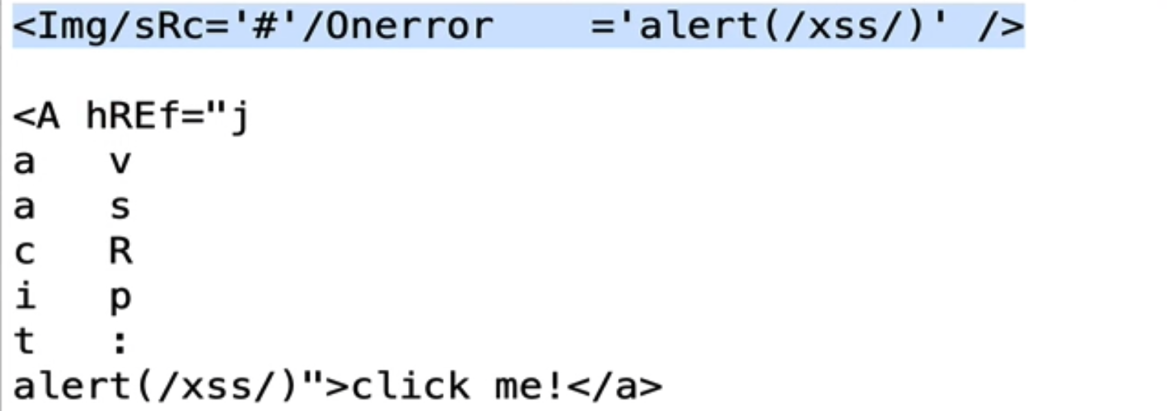 <Img/sRc='#'/Onerror    ='alert(/xss/)' />
<A hREf="j
a   v
a   s
c   R
i   p
t   :
alert(/xss/)">click me!</a>